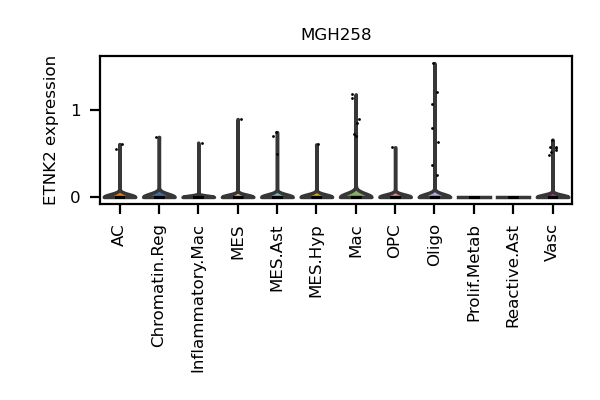 MGH258
ETNK2 expression
1
0
AC
Chromatin.Reg
Inflammatory.Mac
MES
MES.Ast
MES.Hyp
Mac
OPC
Oligo
Prolif.Metab
Reactive.Ast
Vasc